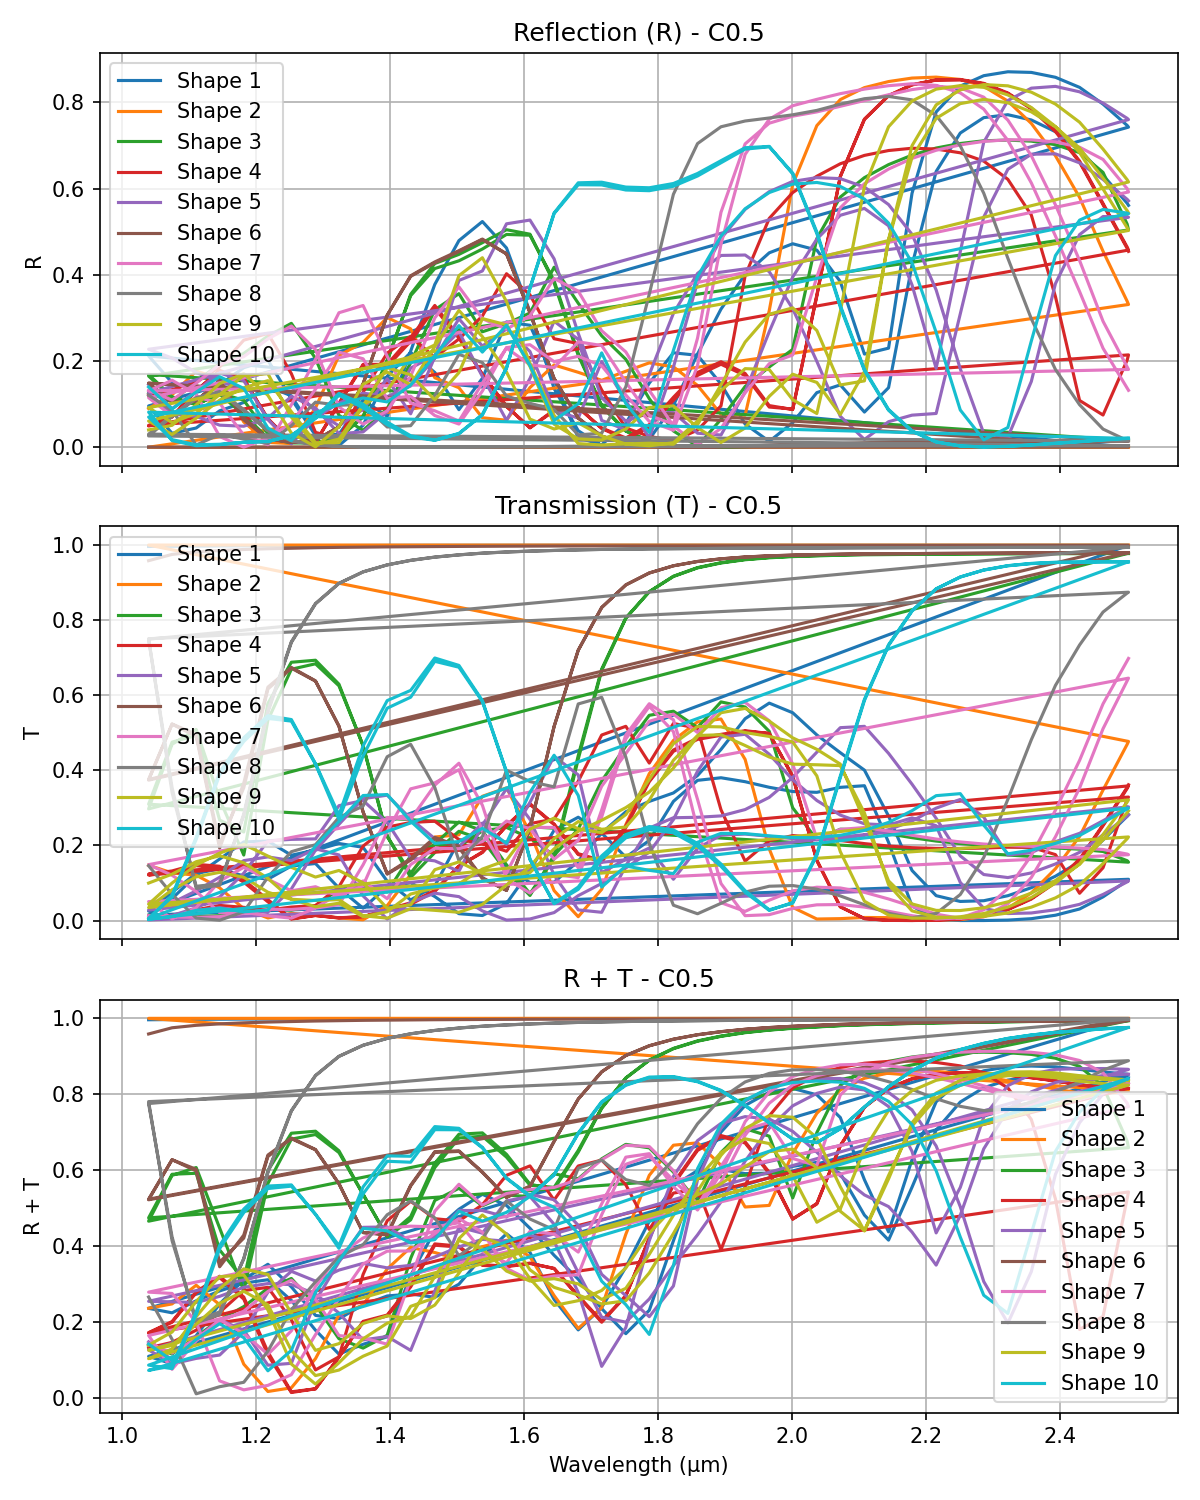 Reflection (R) - C0.5
R
0.8
0.6
0.4
0.2
0.0
Shape 1
Shape 2
Shape 3
Shape 4
Shape 5
Shape 6
Shape 7
Shape 8
Shape 9
Shape 10
Transmission (T) - C0.5
T
1.0
0.8
0.6
0.4
0.2
0.0
Shape 1
Shape 2
Shape 3
Shape 4
Shape 5
Shape 6
Shape 7
Shape 8
Shape 9
Shape 10
R + T - C0.5
R + T
1.0
0.8
0.6
0.4
0.2
0.0
Shape 1
Shape 2
Shape 3
Shape 4
Shape 5
Shape 6
Shape 7
Shape 8
Shape 9
Shape 10
1.0 1.2 1.4 1.6 1.8 2.0 2.2 2.4
Wavelength (μm)